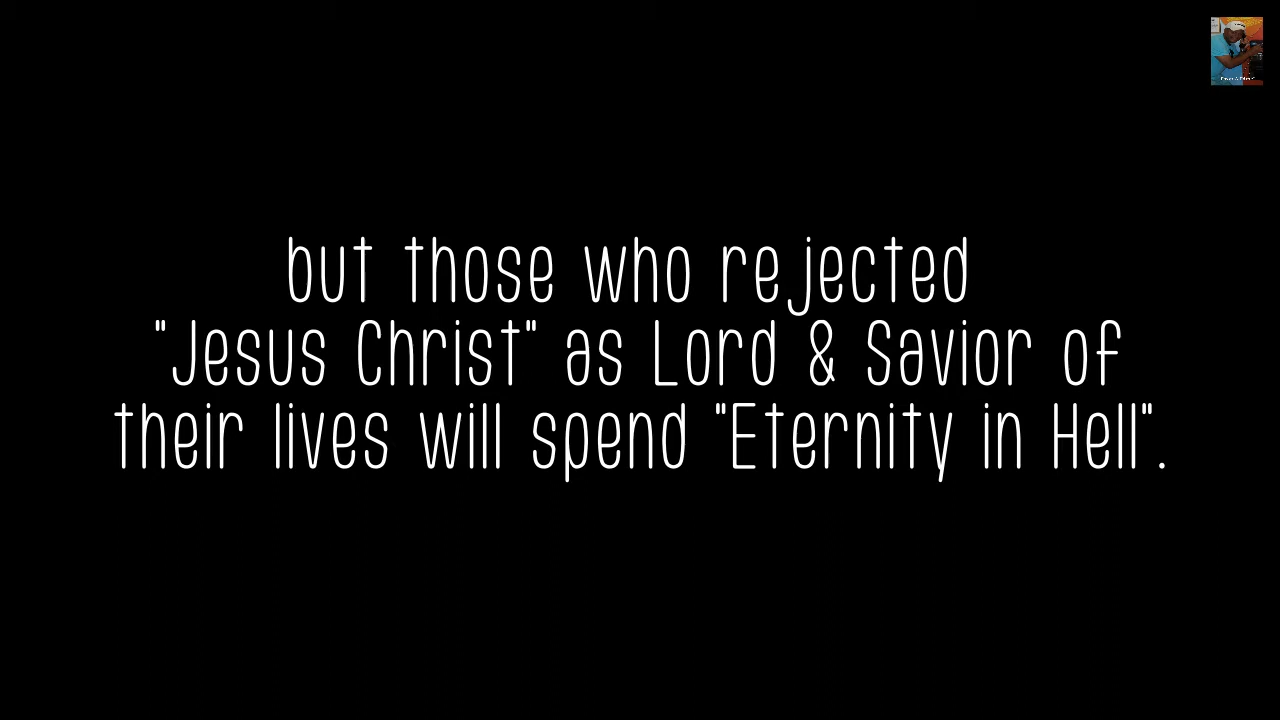 but those who rejected
"Jesus Christ" as Lord & Savior of
their lives will spend "Eternity in Hell".